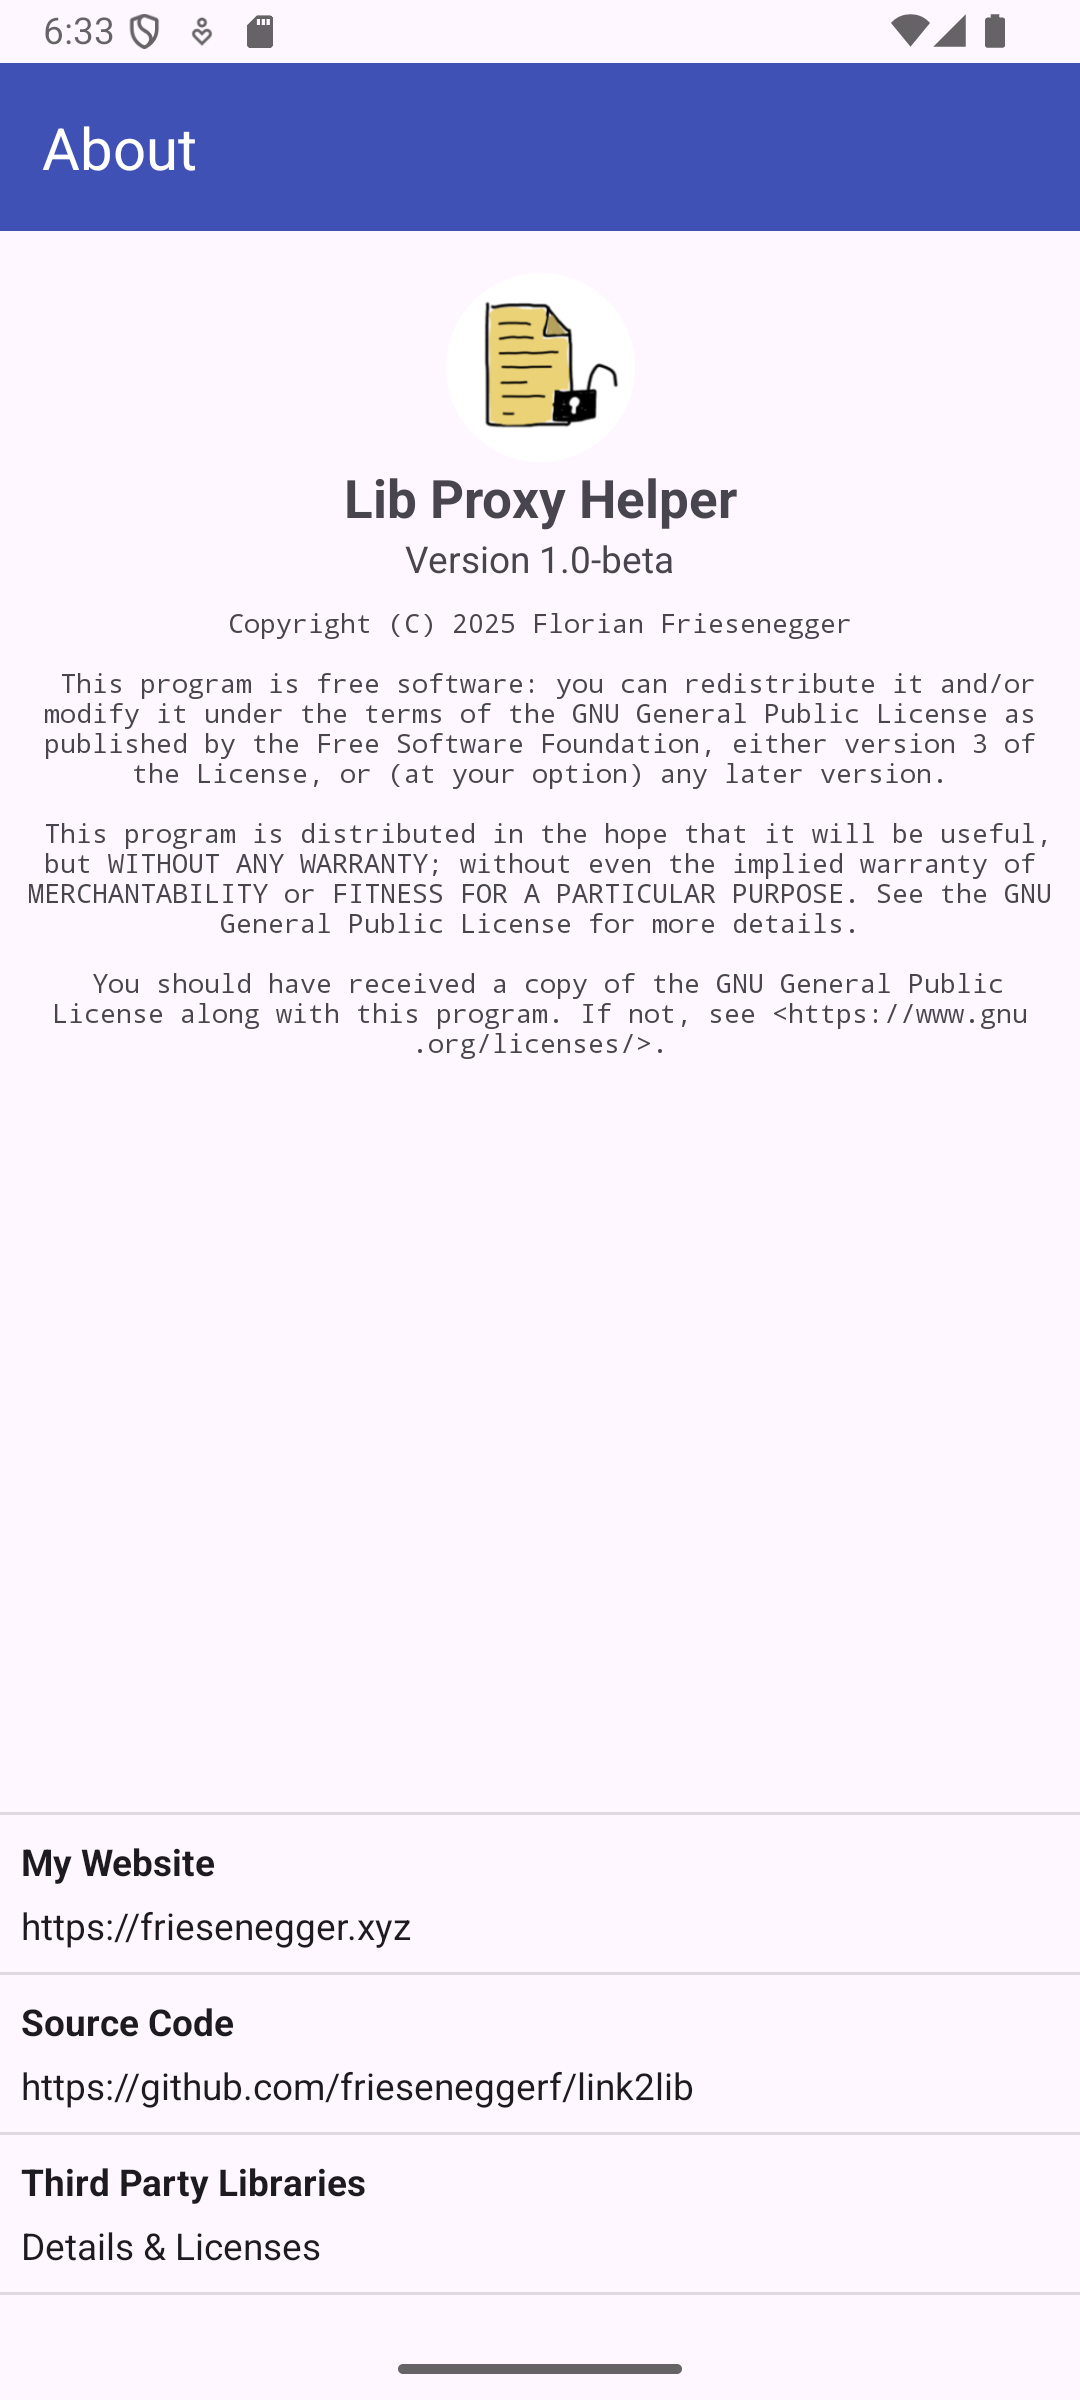 6:33
About
Lib Proxy Helper
Version 1.0-beta
Copyright (C) 2025 Florian Friesenegger
This program is free software: you can redistribute it and/or
modify it under the terms of the GNU General Public License as
published by the Free Software Foundation, either version 3 of
the License, or (at your option) any later version.
This program is distributed in the hope that it will be useful,
but WITHOUT ANY WARRANTY; without even the implied warranty of
MERCHANTABILITY or FITNESS FOR A PARTICULAR PURPOSE. See the GNU
General Public License for more details.
You should have received a copy of the GNU General Public
License along with this program. If not, see <https://www.gnu
.org/licenses/>.
My Website
https://friesenegger.xyz
Source Code
https://github.com/frieseneggerf/link2lib
Third Party Libraries
Details & Licenses